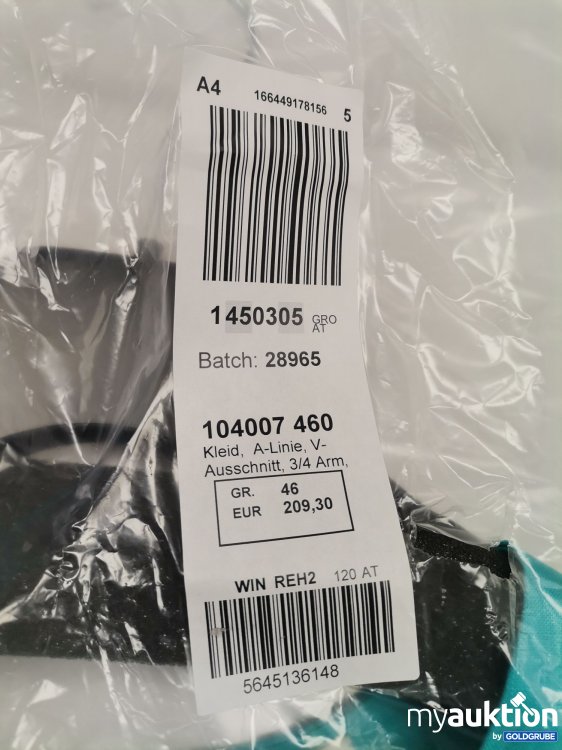 A4 166449178156 5
1450305 GRO
AT
Batch: 28965
104007 460
Kleid, A-Linie, V-
Ausschnitt, 3/4 Arm,
GR. 46
EUR 209,30
WIN REH2 120 AT
5645136148
myauktion
by GOLDGRUBE